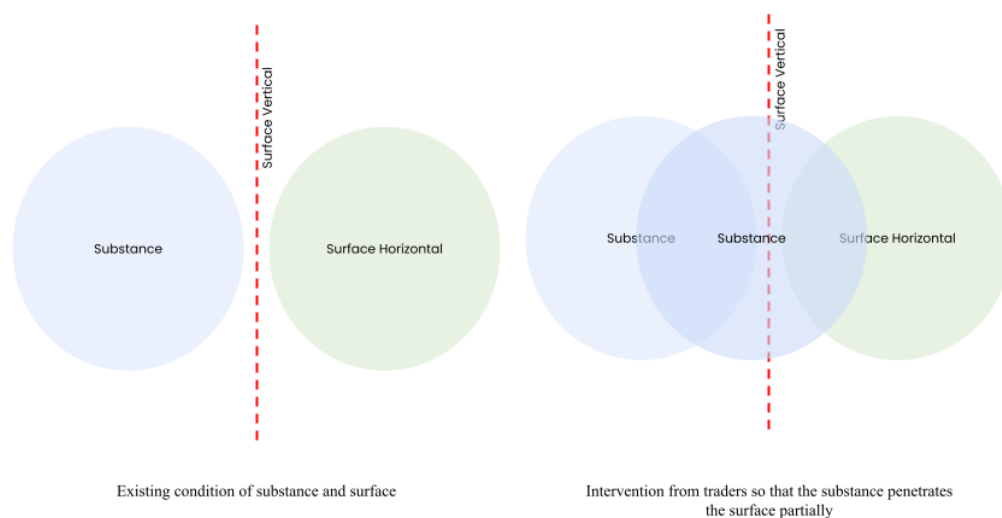 Surface Vertical
Substance
Surface Horizontal
Existing condition of substance and surface
Surface Vertical
Substance
Substance
Surface Horizontal
Intervention from traders so that the substance penetrates
the surface partially